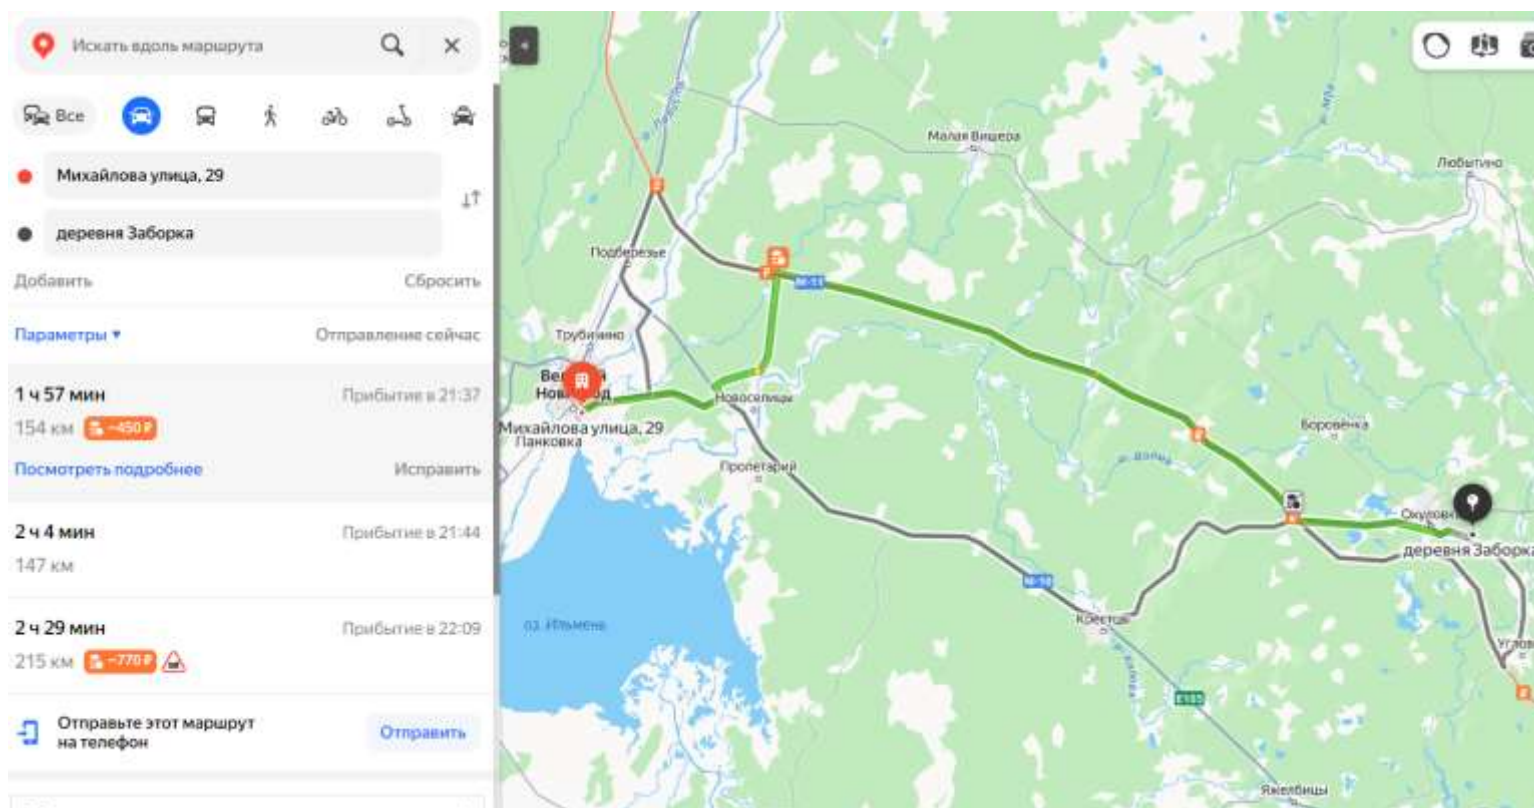 Искать вдоль маршрута
Все
Михайлова улица, 29
деревня Заборка
Добавить
Сбросить
Параметры
Отправление сейчас
1 ч 57 мин
Прибытие в 21:37
154 км
~450 ₽
Посмотреть подробнее
Исправить
2 ч 4 мин
Прибытие в 21:44
147 км
2 ч 29 мин
Прибытие в 22:09
215 км
~770 ₽
Отправьте этот маршрут
на телефон
Отправить
Малая Вишера
Любытино
Подберезье
М-11
Трубичино
Новоселицы
Михайлова улица, 29
Панковка
Пролетарий
Боровёнка
деревня Заборка
М-10
оз. Ильмень
Крестцы
E105
Яжелбицы